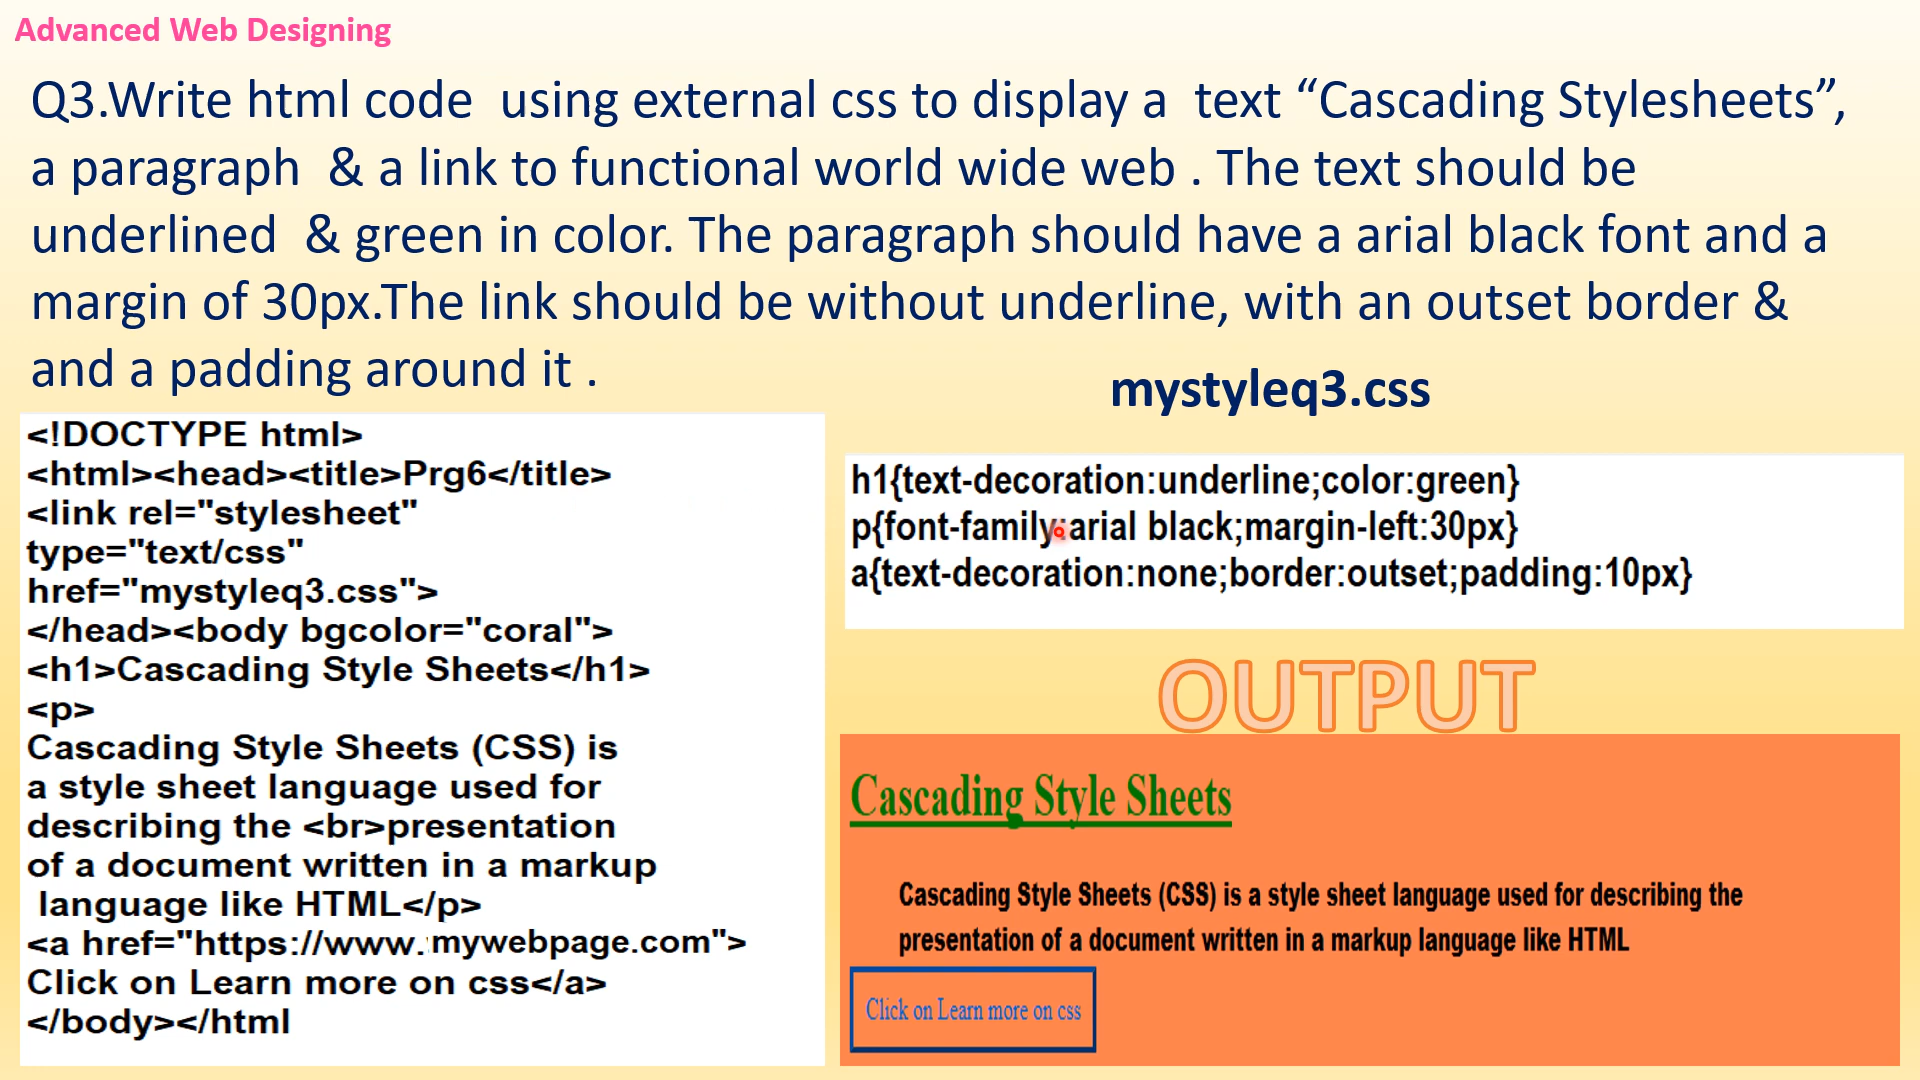 Advanced Web Designing
Q3.Write html code  using external css to display a  text “Cascading Stylesheets”,
a paragraph  & a link to functional world wide web . The text should be
underlined  & green in color. The paragraph should have a arial black font and a
margin of 30px.The link should be without underline, with an outset border &
and a padding around it .
mystyleq3.css
<!DOCTYPE html>
<html><head><title>Prg6</title>
<link rel="stylesheet"
type="text/css"
href="mystyleq3.css">
</head><body bgcolor="coral">
<h1>Cascading Style Sheets</h1>
<p>
Cascading Style Sheets (CSS) is
a style sheet language used for
describing the <br>presentation
of a document written in a markup
language like HTML</p>
<a href="https://www.mywebpage.com">
Click on Learn more on css</a>
</body></html
h1{text-decoration:underline;color:green}
p{font-family:arial black;margin-left:30px}
a{text-decoration:none;border:outset;padding:10px}
OUTPUT
Cascading Style Sheets
Cascading Style Sheets (CSS) is a style sheet language used for describing the
presentation of a document written in a markup language like HTML
Click on Learn more on css